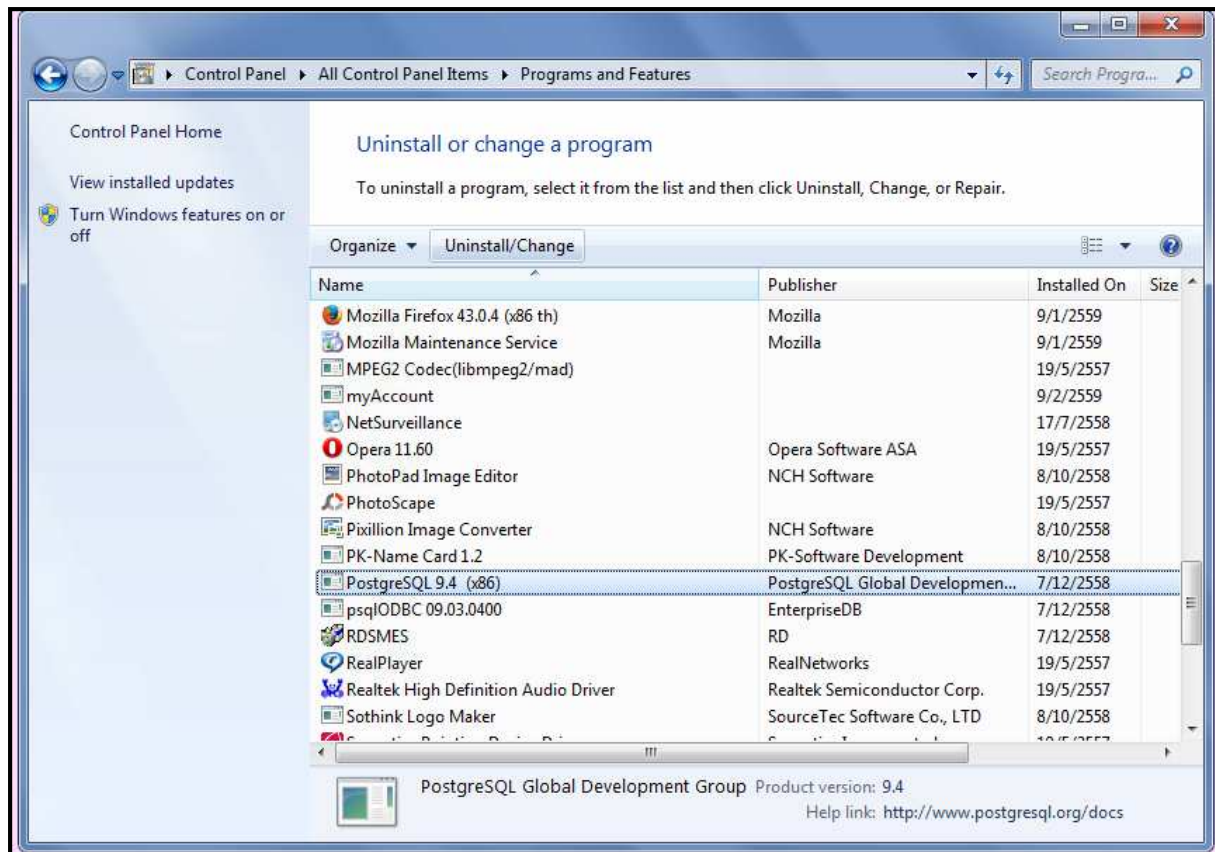 Control Panel ▸ All Control Panel Items ▸ Programs and Features
Search Progra...
Control Panel Home
View installed updates
Turn Windows features on or
off
Uninstall or change a program
To uninstall a program, select it from the list and then click Uninstall, Change, or Repair.
Organize Uninstall/Change
Name Publisher Installed On Size
Mozilla Firefox 43.0.4 (x86 th) Mozilla 9/1/2559
Mozilla Maintenance Service Mozilla 9/1/2559
MPEG2 Codec(libmpeg2/mad) 19/5/2557
myAccount 9/2/2559
NetSurveillance 17/7/2558
Opera 11.60 Opera Software ASA 19/5/2557
PhotoPad Image Editor NCH Software 8/10/2558
PhotoScape 19/5/2557
Pixillion Image Converter NCH Software 8/10/2558
PK-Name Card 1.2 PK-Software Development 8/10/2558
PostgreSQL 9.4 (x86) PostgreSQL Global Developmen... 7/12/2558
psqlODBC 09.03.0400 EnterpriseDB 7/12/2558
RDSMES RD 7/12/2558
RealPlayer RealNetworks 19/5/2557
Realtek High Definition Audio Driver Realtek Semiconductor Corp. 19/5/2557
Sothink Logo Maker SourceTec Software Co., LTD 8/10/2558
PostgreSQL Global Development Group Product version: 9.4
Help link: http://www.postgresql.org/docs